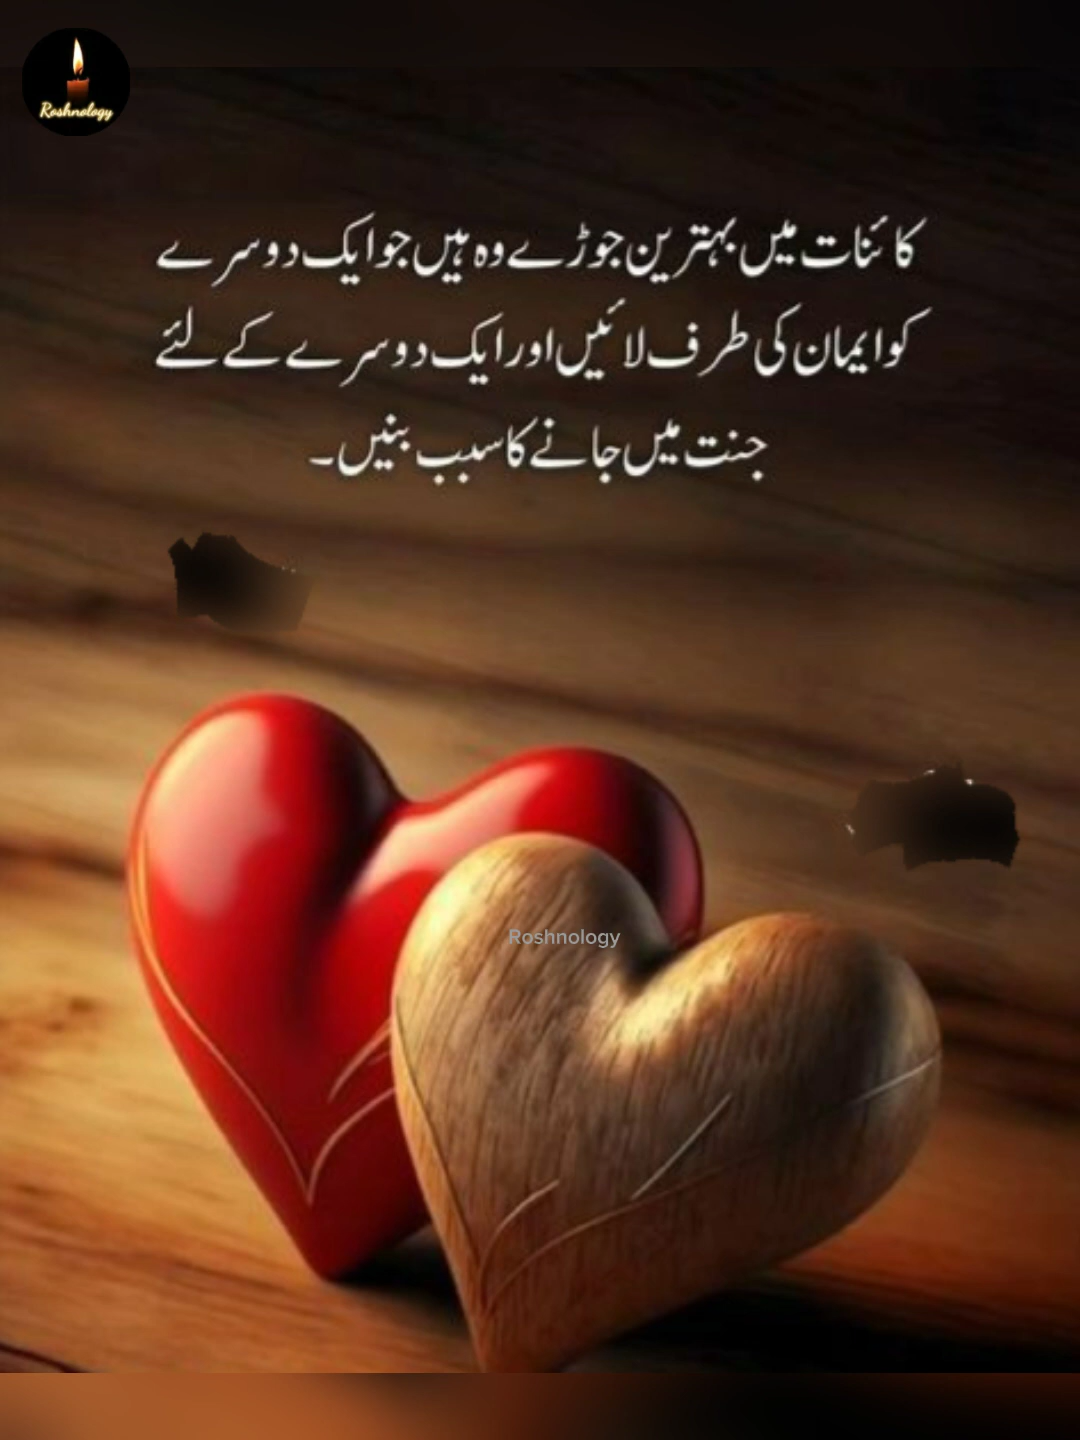 Roshnology
کائنات میں بہترین جوڑے وہ ہیں جو ایک دوسرے
کو ایمان کی طرف لائیں اور ایک دوسرے کے لئے
جنت میں جانے کا سبب بنیں۔
Roshnology